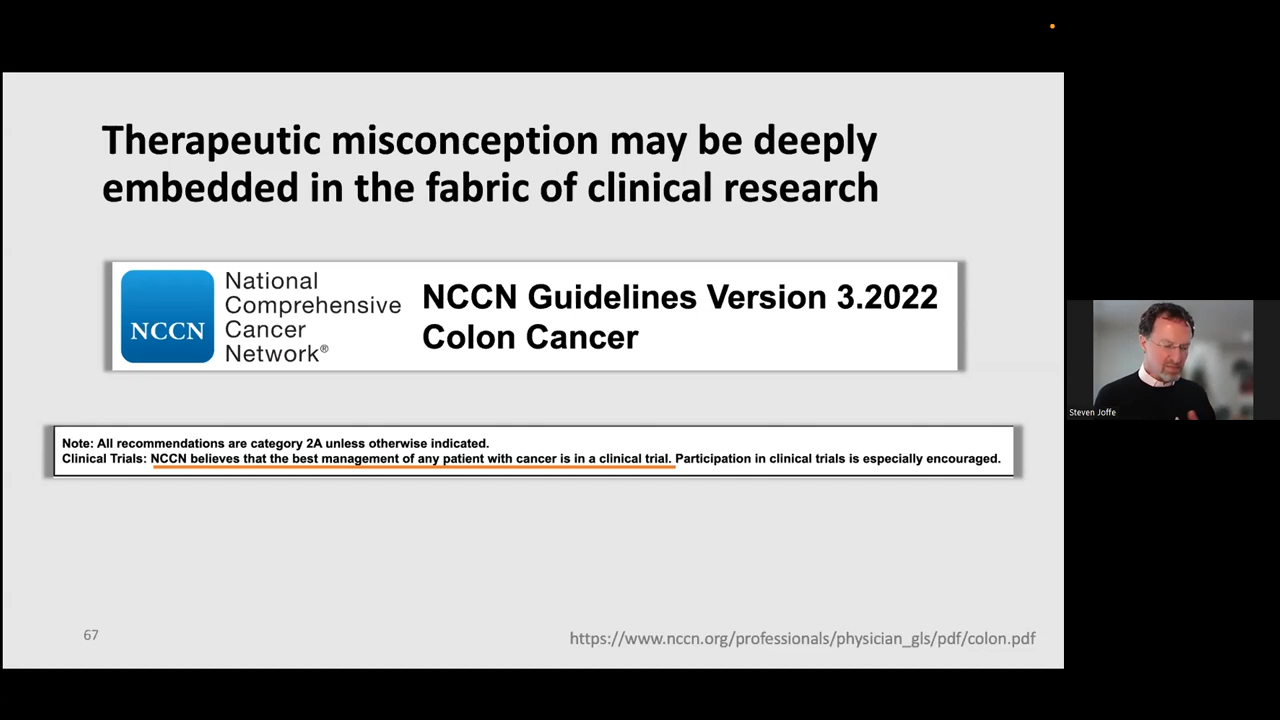 Therapeutic misconception may be deeply
embedded in the fabric of clinical research
NCCN
National
Comprehensive
Cancer
Network®
NCCN Guidelines Version 3.2022
Colon Cancer
Note: All recommendations are category 2A unless otherwise indicated.
Clinical Trials: NCCN believes that the best management of any patient with cancer is in a clinical trial. Participation in clinical trials is especially encouraged.
67
https://www.nccn.org/professionals/physician_gls/pdf/colon.pdf
Steven Joffe